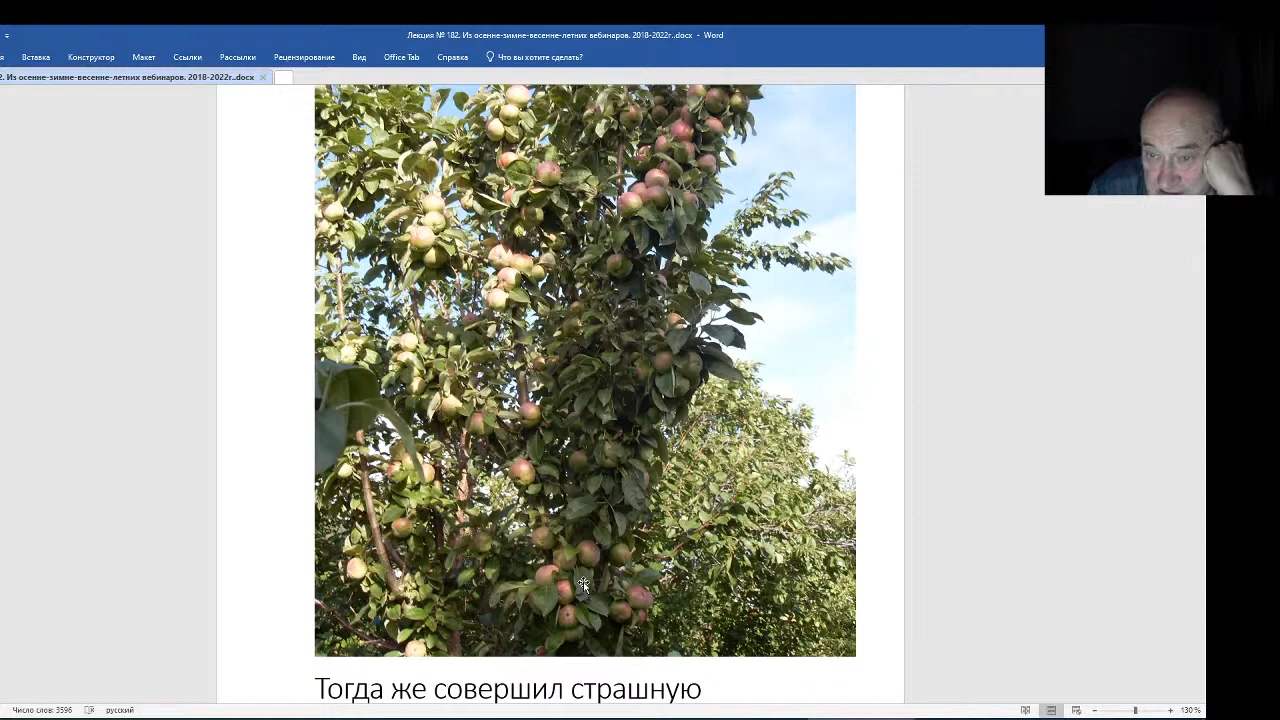 Лекция № 182. Из осенне-зимне-весенне-летних вебинаров. 2018-2022г..docx - Word
Вставка Конструктор Макет Ссылки Рассылки Рецензирование Вид Office Tab Справка Что вы хотите сделать?
2. Из осенне-зимне-весенне-летних вебинаров. 2018-2022г..docx
Тогда же совершил страшную
Число слов: 3596 русский 130 %